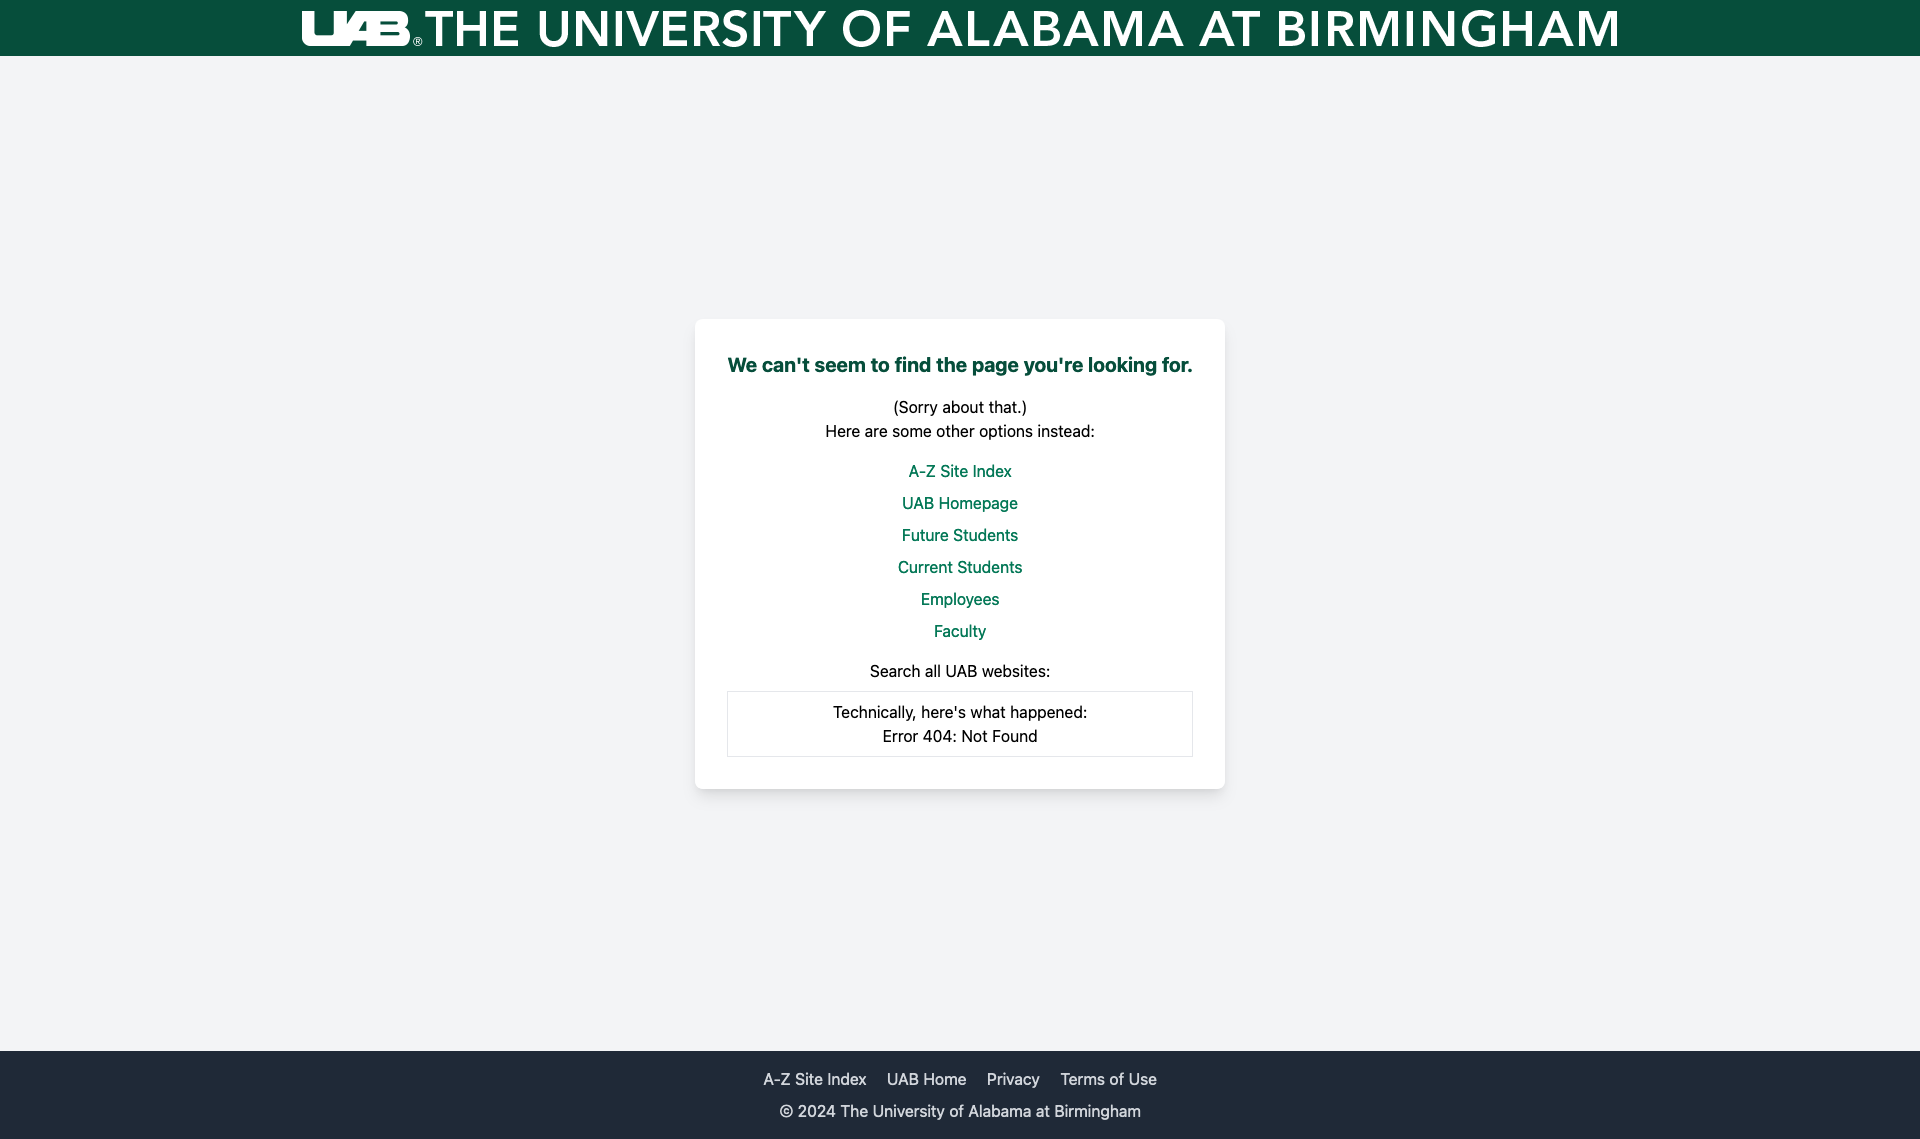 UAB® THE UNIVERSITY OF ALABAMA AT BIRMINGHAM
We can't seem to find the page you're looking for.
(Sorry about that.)
Here are some other options instead:
A-Z Site Index
UAB Homepage
Future Students
Current Students
Employees
Faculty
Search all UAB websites:
Technically, here's what happened:
Error 404: Not Found
A-Z Site Index UAB Home Privacy Terms of Use
© 2024 The University of Alabama at Birmingham